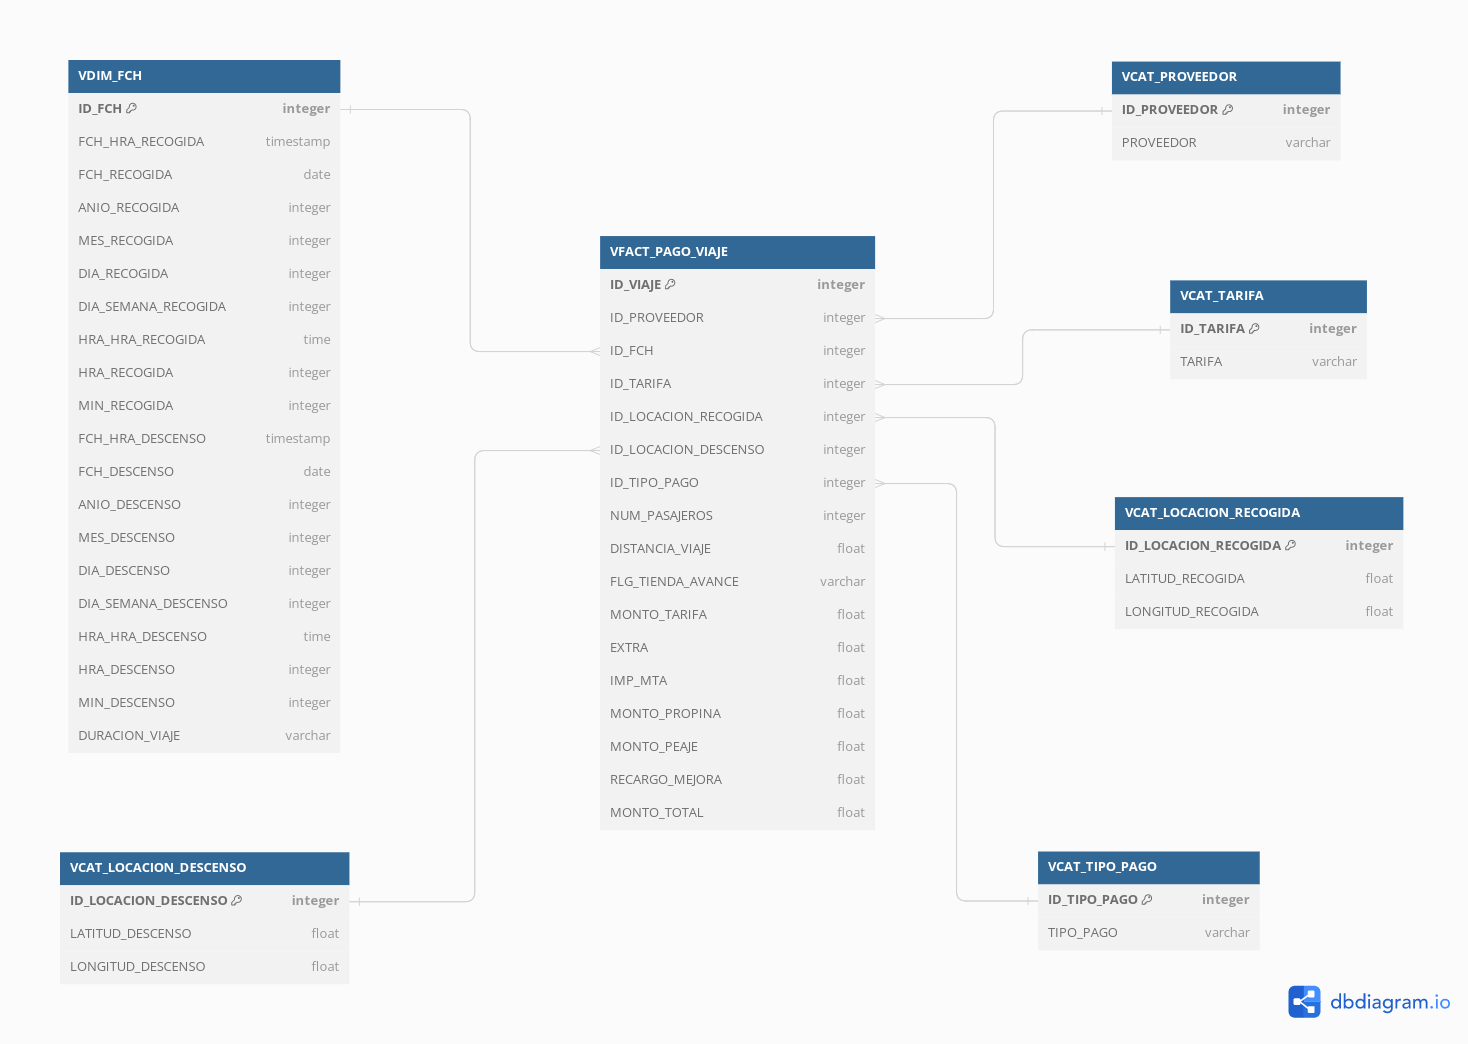 VDIM_FCH
ID_FCH integer
FCH_HRA_RECOGIDA timestamp
FCH_RECOGIDA date
ANIO_RECOGIDA integer
MES_RECOGIDA integer
DIA_RECOGIDA integer
DIA_SEMANA_RECOGIDA integer
HRA_HRA_RECOGIDA time
HRA_RECOGIDA integer
MIN_RECOGIDA integer
FCH_HRA_DESCENSO timestamp
FCH_DESCENSO date
ANIO_DESCENSO integer
MES_DESCENSO integer
DIA_DESCENSO integer
DIA_SEMANA_DESCENSO integer
HRA_HRA_DESCENSO time
HRA_DESCENSO integer
MIN_DESCENSO integer
DURACION_VIAJE varchar
VCAT_LOCACION_DESCENSO
ID_LOCACION_DESCENSO integer
LATITUD_DESCENSO float
LONGITUD_DESCENSO float
VFACT_PAGO_VIAJE
ID_VIAJE integer
ID_PROVEEDOR integer
ID_FCH integer
ID_TARIFA integer
ID_LOCACION_RECOGIDA integer
ID_LOCACION_DESCENSO integer
ID_TIPO_PAGO integer
NUM_PASAJEROS integer
DISTANCIA_VIAJE float
FLG_TIENDA_AVANCE varchar
MONTO_TARIFA float
EXTRA float
IMP_MTA float
MONTO_PROPINA float
MONTO_PEAJE float
RECARGO_MEJORA float
MONTO_TOTAL float
VCAT_PROVEEDOR
ID_PROVEEDOR integer
PROVEEDOR varchar
VCAT_TARIFA
ID_TARIFA integer
TARIFA varchar
VCAT_LOCACION_RECOGIDA
ID_LOCACION_RECOGIDA integer
LATITUD_RECOGIDA float
LONGITUD_RECOGIDA float
VCAT_TIPO_PAGO
ID_TIPO_PAGO integer
TIPO_PAGO varchar
dbdiagram.io